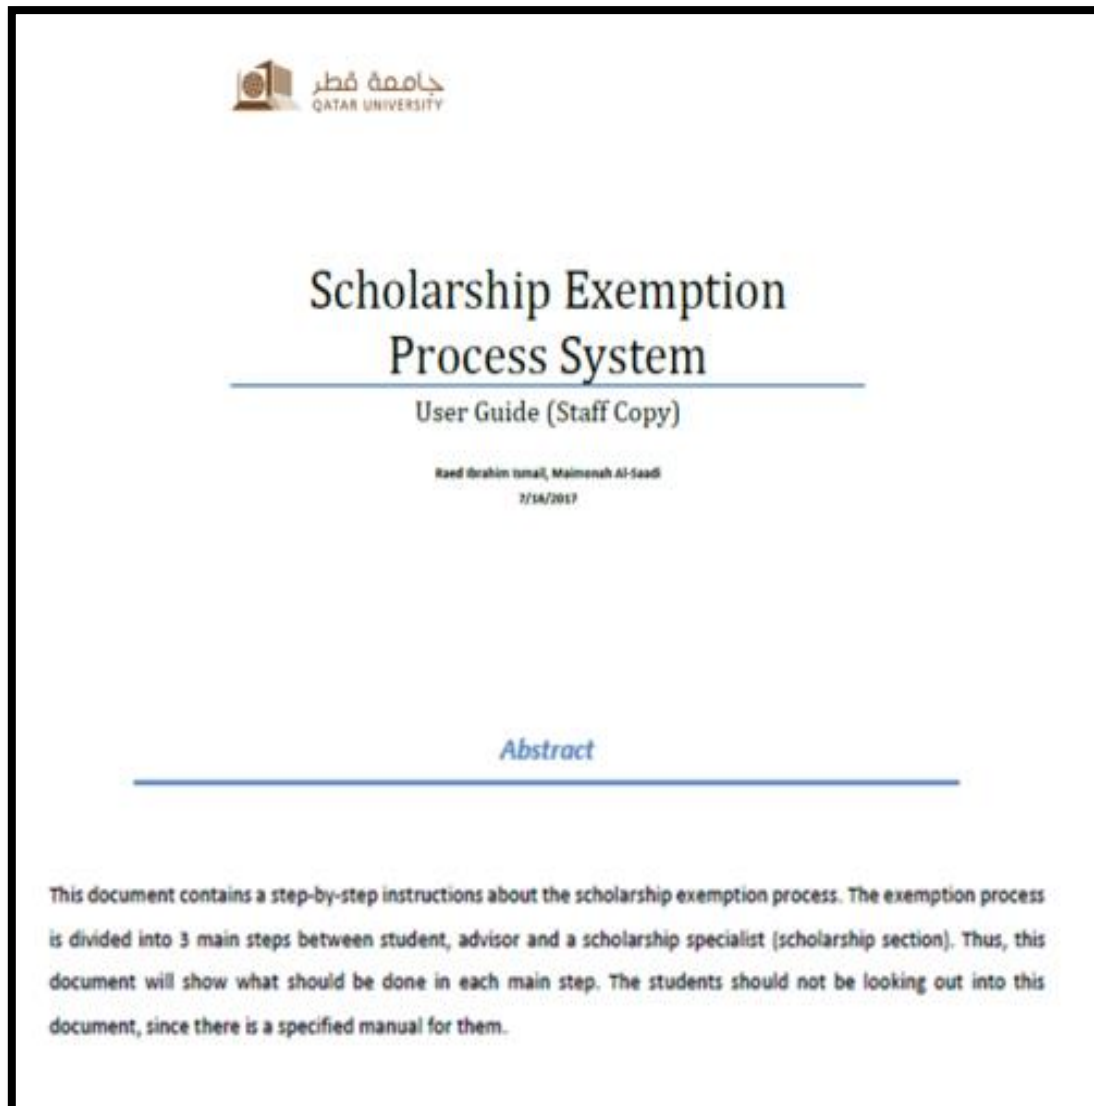 جامعة قطر
QATAR UNIVERSITY
Scholarship Exemption
Process System
User Guide (Staff Copy)
Raed Ibrahim Ismail, Maimonah Al-Saadi
7/16/2017
Abstract
This document contains a step-by-step instructions about the scholarship exemption process. The exemption process
is divided into 3 main steps between student, advisor and a scholarship specialist (scholarship section). Thus, this
document will show what should be done in each main step. The students should not be looking out into this
document, since there is a specified manual for them.